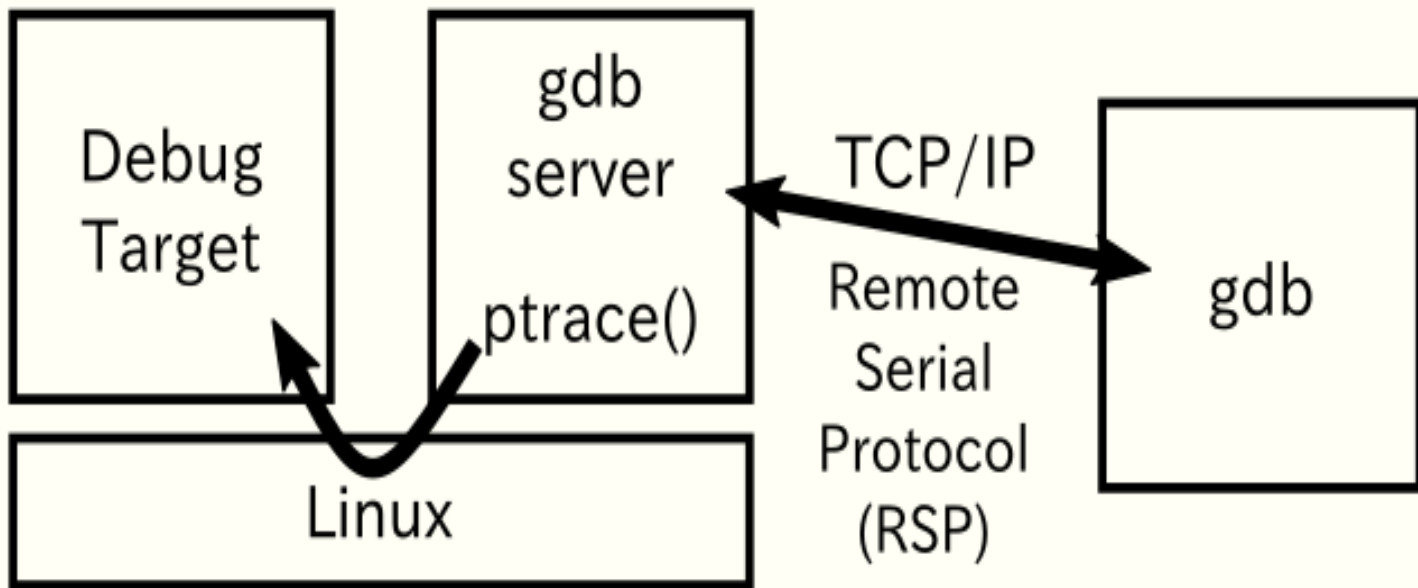 Debug
Target
gdb
server
ptrace()
Linux
TCP/IP
Remote
Serial
Protocol
(RSP)
gdb